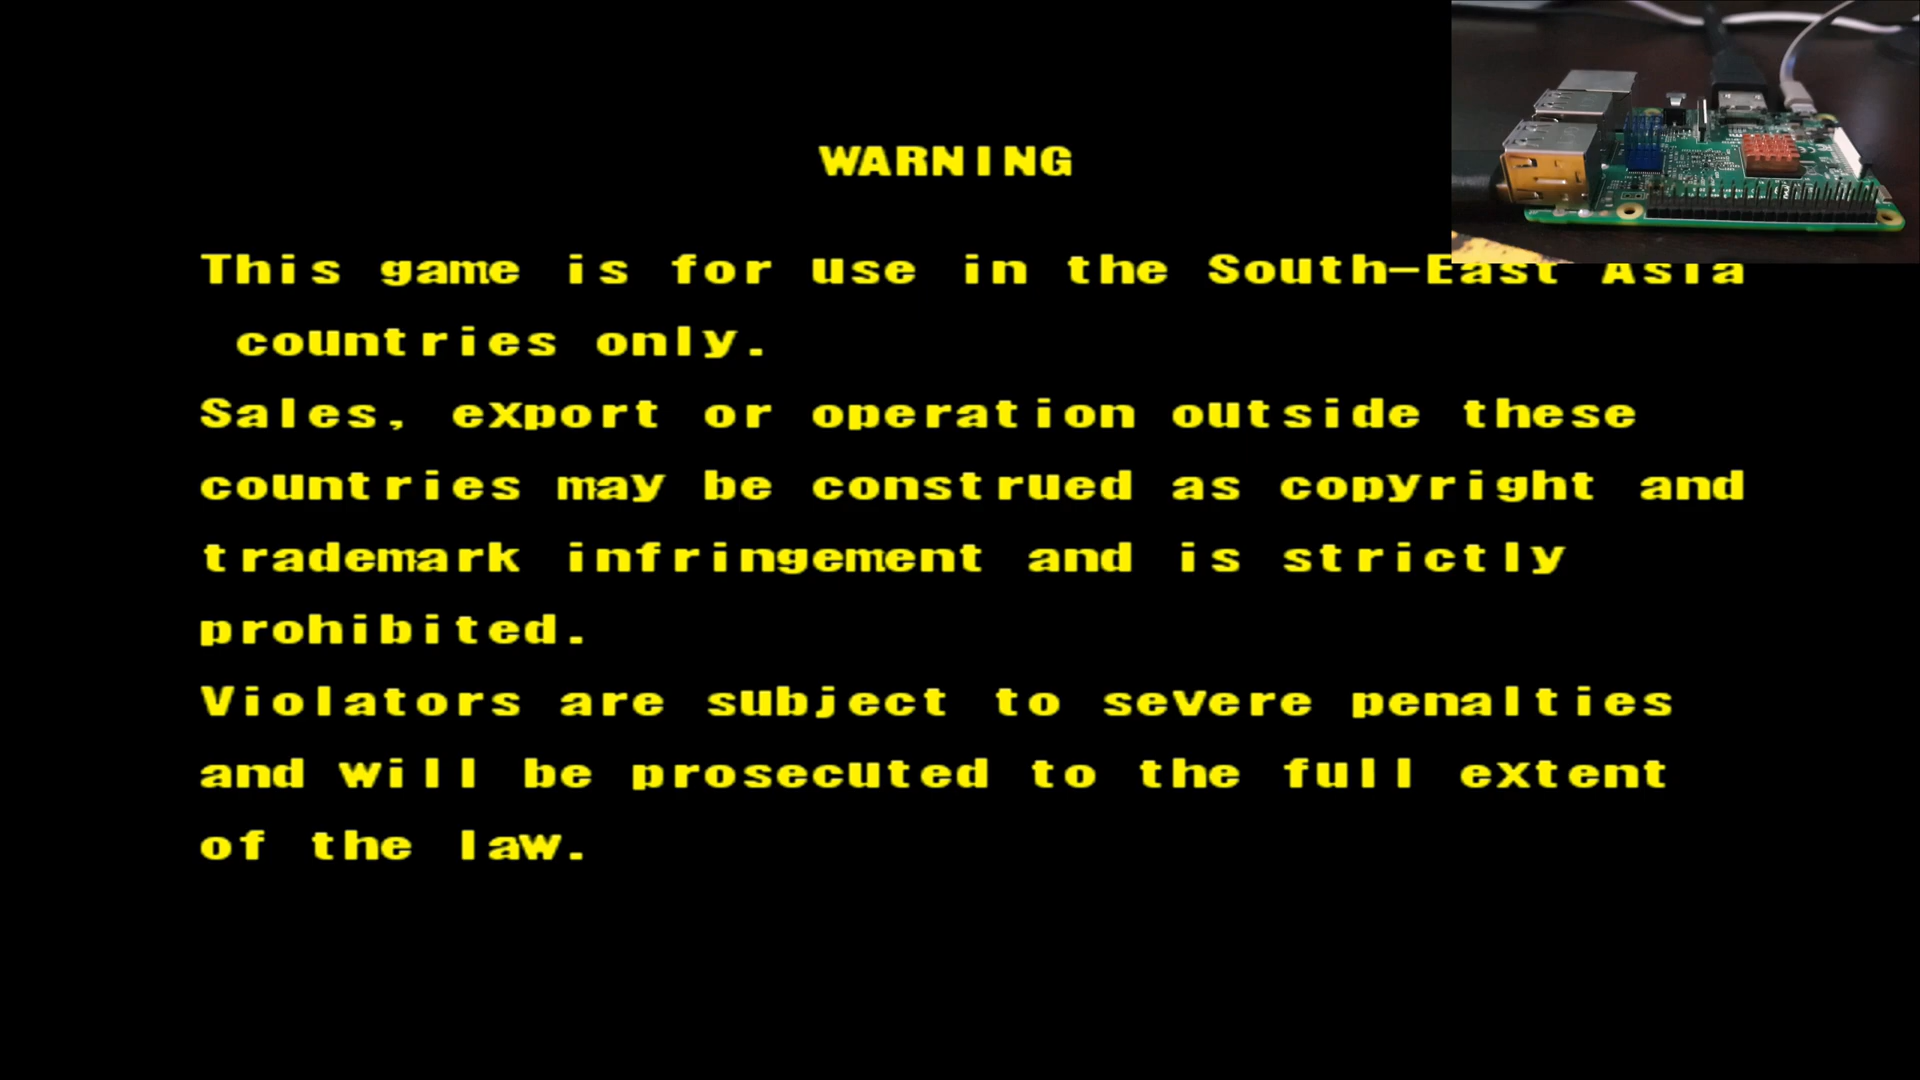 WARNING
This game is for use in the South-East Asia
countries only.
Sales, export or operation outside these
countries may be construed as copyright and
trademark infringement and is strictly
prohibited.
Violators are subject to severe penalties
and will be prosecuted to the full extent
of the law.